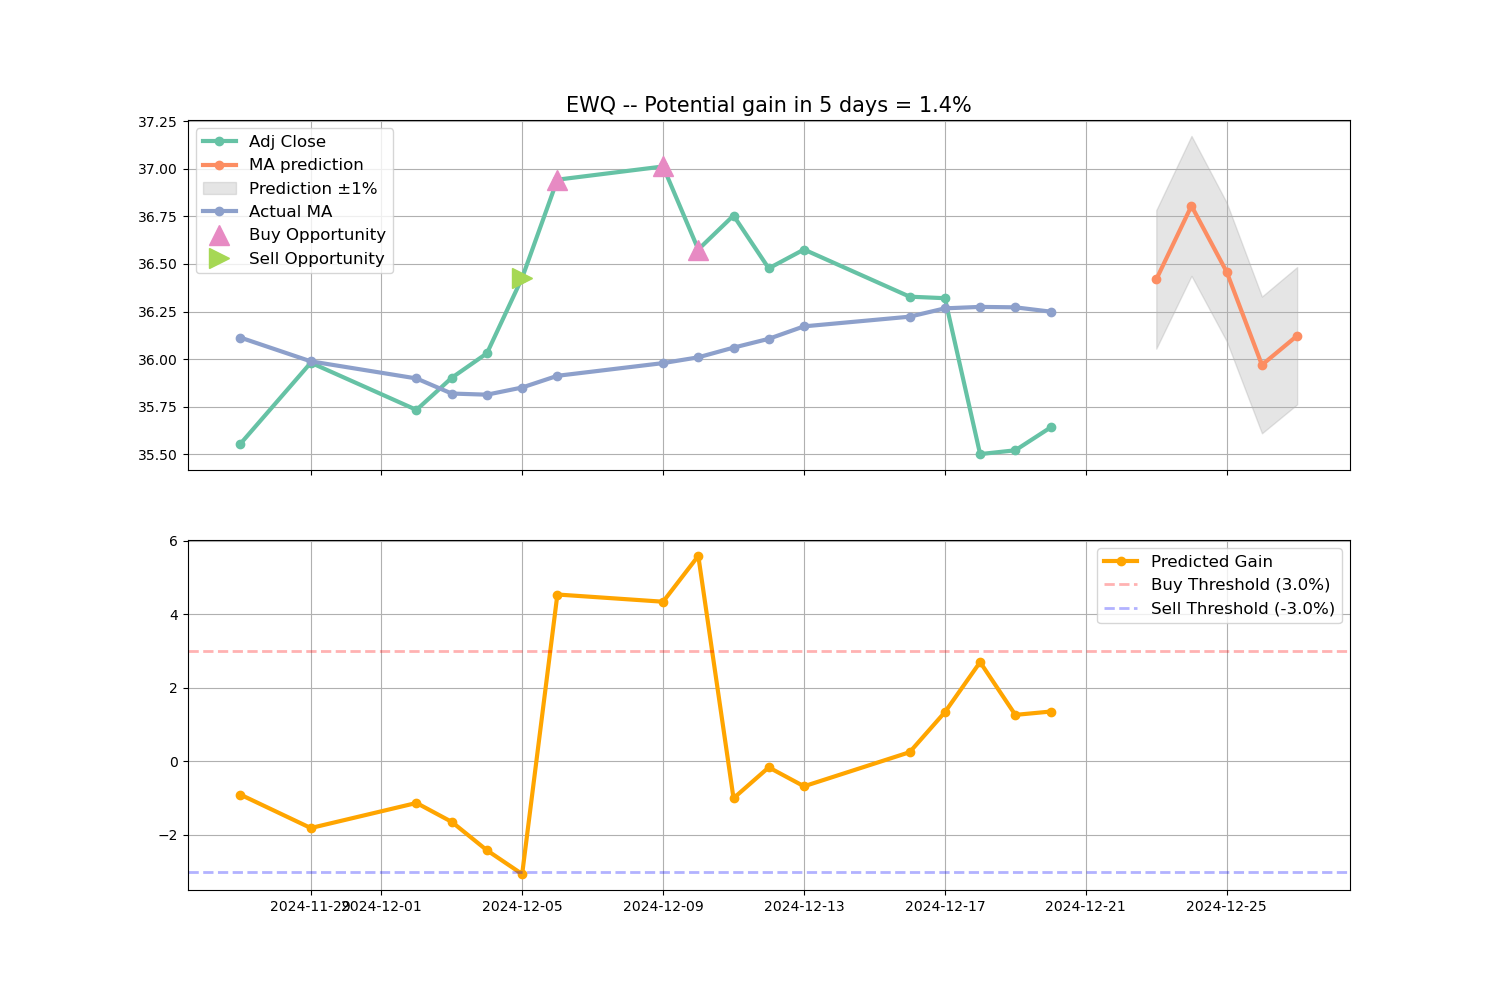 EWQ -- Potential gain in 5 days = 1.4%
37.25
37.00
36.75
36.50
36.25
36.00
35.75
35.50
Adj Close
MA prediction
Prediction ±1%
Actual MA
Buy Opportunity
Sell Opportunity
6
4
2
0
−2
Predicted Gain
Buy Threshold (3.0%)
Sell Threshold (-3.0%)
2024-11-29 2024-12-01 2024-12-05 2024-12-09 2024-12-13 2024-12-17 2024-12-21 2024-12-25